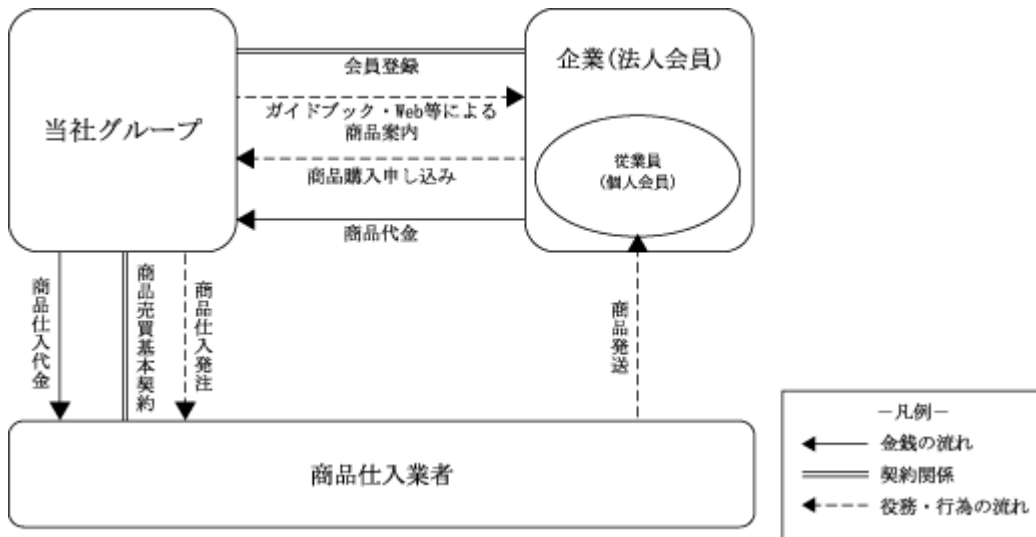 当社グループ
企業(法人会員)
会員登録
ガイドブック・Web等による
商品案内
商品購入申し込み
商品代金
従業員
(個人会員)
商品仕入代金
商品売買基本契約
商品仕入発注
商品発送
商品仕入業者
－凡例－
金銭の流れ
契約関係
役務・行為の流れ